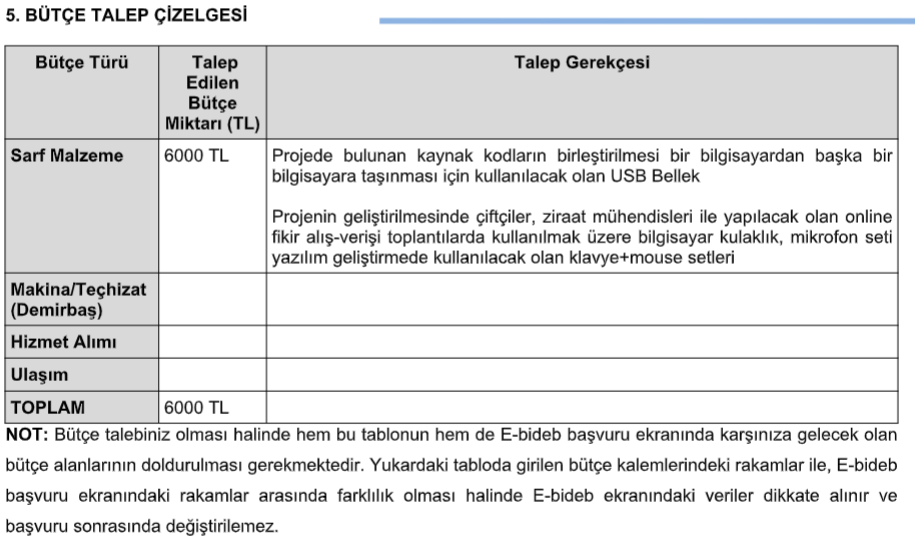 5. BÜTÇE TALEP ÇİZELGESİ
Bütçe Türü
Talep
Edilen
Bütçe
Miktarı (TL)
Talep Gerekçesi
Sarf Malzeme
6000 TL
Projede bulunan kaynak kodların birleştirilmesi bir bilgisayardan başka bir
bilgisayara taşınması için kullanılacak olan USB Bellek
Projenin geliştirilmesinde çiftçiler, ziraat mühendisleri ile yapılacak olan online
fikir alış-verişi toplantılarda kullanılmak üzere bilgisayar kulaklık, mikrofon seti
yazılım geliştirmede kullanılacak olan klavye+mouse setleri
Makina/Teçhizat
(Demirbaş)
Hizmet Alımı
Ulaşım
TOPLAM
6000 TL
NOT: Bütçe talebiniz olması halinde hem bu tablonun hem de E-bideb başvuru ekranında karşınıza gelecek olan
bütçe alanlarının doldurulması gerekmektedir. Yukardaki tabloda girilen bütçe kalemlerindeki rakamlar ile, E-bideb
başvuru ekranındaki rakamlar arasında farklılık olması halinde E-bideb ekranındaki veriler dikkate alınır ve
başvuru sonrasında değiştirilemez.